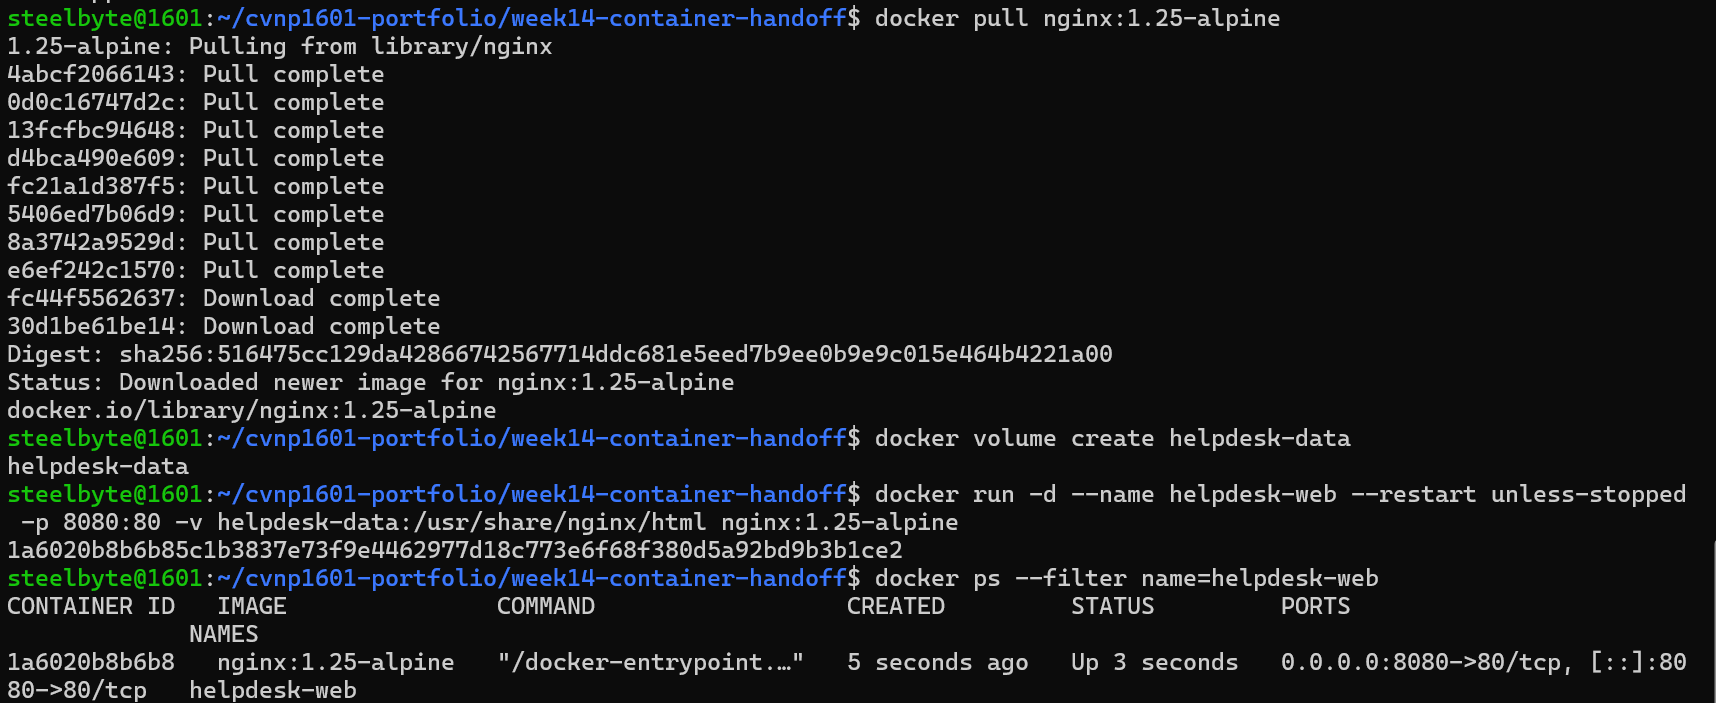 steelbyte@1601:~/cvnp1601-portfolio/week14-container-handoff$ docker pull nginx:1.25-alpine
1.25-alpine: Pulling from library/nginx
4abcf2066143: Pull complete
0d0c16747d2c: Pull complete
13fcfbc94648: Pull complete
d4bca490e609: Pull complete
fc21a1d387f5: Pull complete
5406ed7b06d9: Pull complete
8a3742a9529d: Pull complete
e6ef242c1570: Pull complete
fc44f5562637: Download complete
30d1be61be14: Download complete
Digest: sha256:516475cc129da42866742567714ddc681e5eed7b9ee0b9e9c015e464b4221a00
Status: Downloaded newer image for nginx:1.25-alpine
docker.io/library/nginx:1.25-alpine
steelbyte@1601:~/cvnp1601-portfolio/week14-container-handoff$ docker volume create helpdesk-data
helpdesk-data
steelbyte@1601:~/cvnp1601-portfolio/week14-container-handoff$ docker run -d --name helpdesk-web --restart unless-stopped
 -p 8080:80 -v helpdesk-data:/usr/share/nginx/html nginx:1.25-alpine
1a6020b8b6b85c1b3837e73f9e4462977d18c773e6f68f380d5a92bd9b3b1ce2
steelbyte@1601:~/cvnp1601-portfolio/week14-container-handoff$ docker ps --filter name=helpdesk-web
CONTAINER ID   IMAGE               COMMAND                  CREATED         STATUS         PORTS
             NAMES
1a6020b8b6b8   nginx:1.25-alpine   "/docker-entrypoint.…"   5 seconds ago   Up 3 seconds   0.0.0.0:8080->80/tcp, [::]:80
80->80/tcp   helpdesk-web